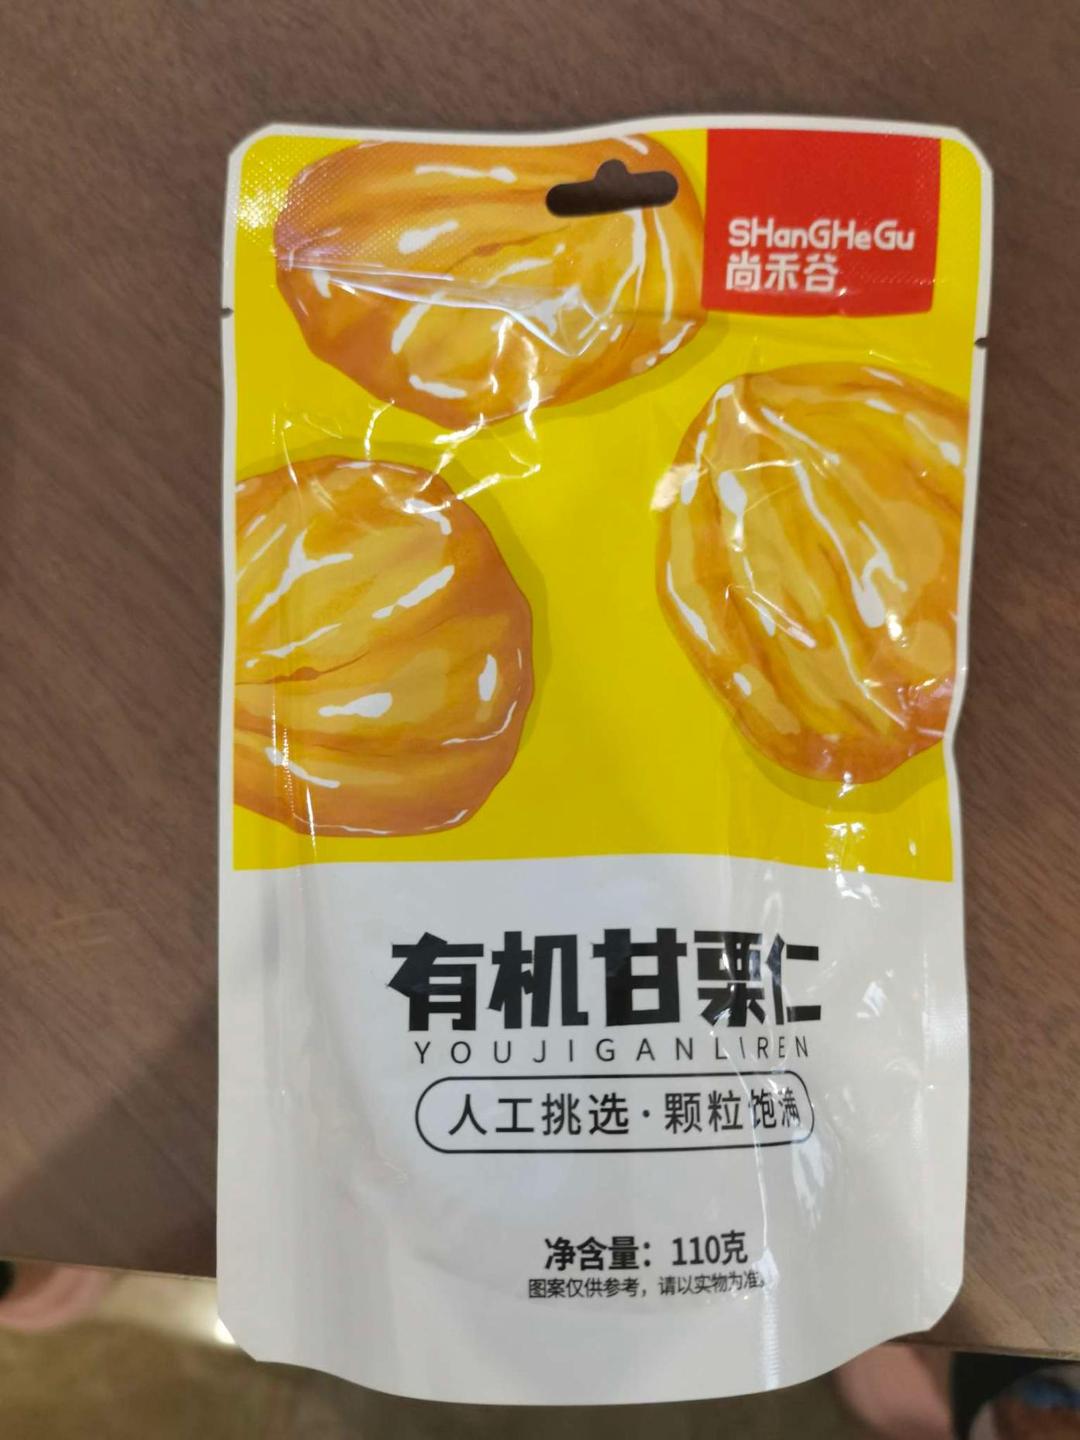 SHanGHeGu
尚禾谷
有机甘栗仁
YOUJIGANLIREN
人工挑选·颗粒饱满
净含量：110克
图案仅供参考，请以实物为准